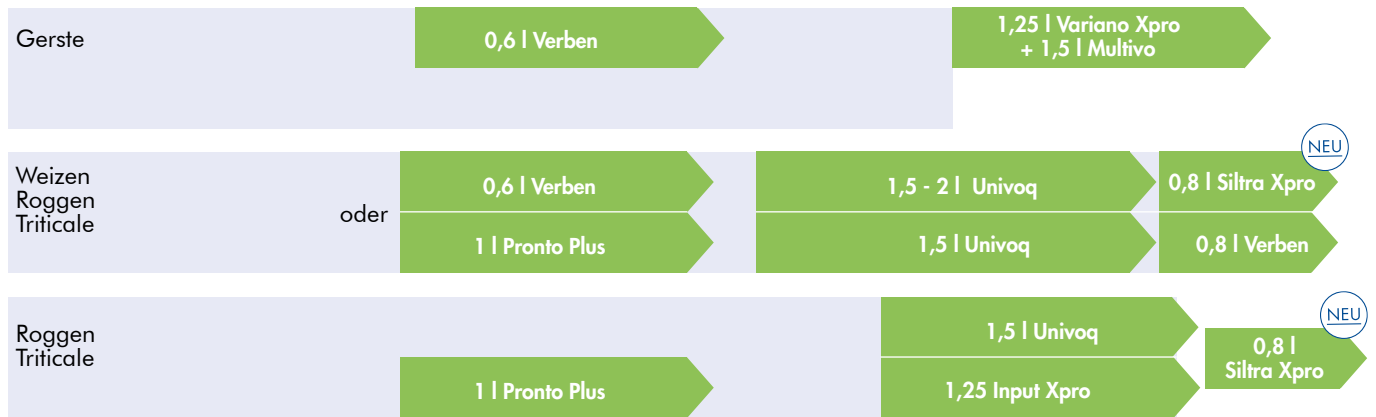 Gerste
0,6 l Verben
1,25 l Variano Xpro
+ 1,5 l Multivo
NEU
Weizen
Roggen
Triticale
oder
0,6 l Verben
1,5 - 2 l Univoq
0,8 l Siltra Xpro
1 l Pronto Plus
1,5 l Univoq
0,8 l Verben
NEU
Roggen
Triticale
1,5 l Univoq
0,8 l
Siltra Xpro
1 l Pronto Plus
1,25 Input Xpro